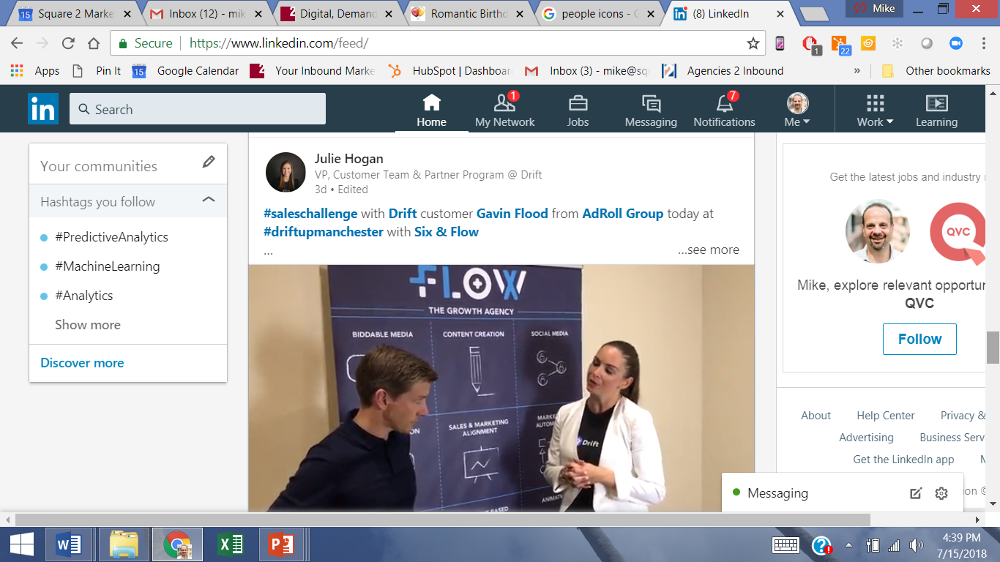 Square 2 Marke
Inbox (12) - mik
Digital, Demand
Romantic Birthd
people icons - G
(8) LinkedIn
Mike
Secure
https://www.linkedin.com/feed/
1
22
Apps
Pin It
15
Google Calendar
Your Inbound Marke
HubSpot | Dashboar
Inbox (3) - mike@sq
Agencies 2 Inbound
»
Other bookmarks
in
Search
Home
1
My Network
Jobs
Messaging
7
Notifications
Me
Work
Learning
Your communities
Hashtags you follow
#PredictiveAnalytics
#MachineLearning
#Analytics
Show more
Discover more
Julie Hogan
VP, Customer Team & Partner Program @ Drift
3d • Edited
#saleschallenge with Drift customer Gavin Flood from AdRoll Group today at
#driftupmanchester with Six & Flow
...
...see more
FLOW
THE GROWTH AGENCY
BIDDABLE MEDIA
CONTENT CREATION
SOCIAL MEDIA
SALES & MARKETING
ALIGNMENT
MARK
AUTOM
ANIMATI
Drift
Get the latest jobs and industry
QVC
Mike, explore relevant opportur
QVC
Follow
About
Help Center
Privacy &
Advertising
Business Serv
Get the LinkedIn app
Messaging
4:39 PM
7/15/2018